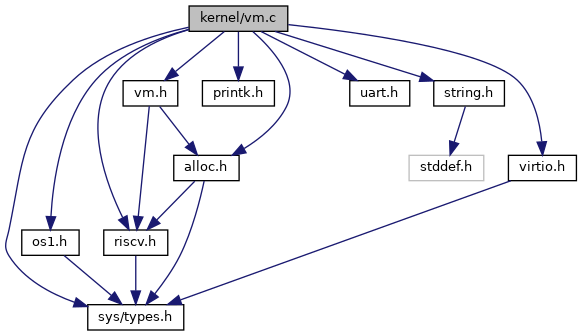 kernel/vm.c
vm.h
printk.h
uart.h
string.h
alloc.h
stddef.h
virtio.h
os1.h
riscv.h
sys/types.h